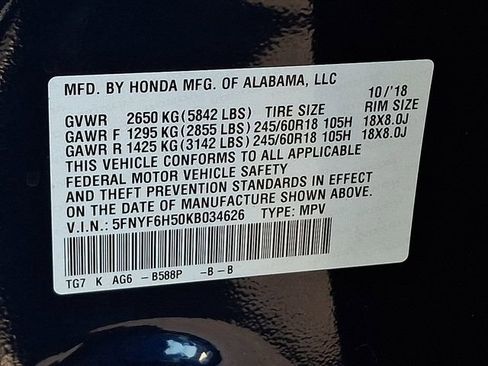 MFD. BY HONDA MFG. OF ALABAMA, LLC 10/'18
GVWR 2650 KG (5842 LBS) TIRE SIZE RIM SIZE
GAWR F 1295 KG (2855 LBS) 245/60R18 105H 18X8.0J
GAWR R 1425 KG (3142 LBS) 245/60R18 105H 18X8.0J
THIS VEHICLE CONFORMS TO ALL APPLICABLE
FEDERAL MOTOR VEHICLE SAFETY
AND THEFT PREVENTION STANDARDS IN EFFECT
ON THE DATE OF MANUFACTURE SHOWN ABOVE.
V.I.N.: 5FNYF6H50KB034626 TYPE: MPV
TG7 K AG6 -B588P -B -B